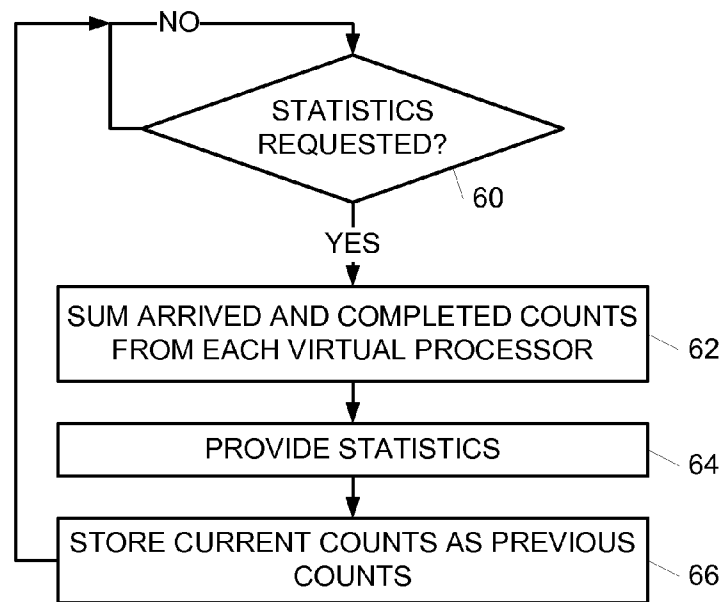 NO
STATISTICS
REQUESTED?
60
YES
SUM ARRIVED AND COMPLETED COUNTS
FROM EACH VIRTUAL PROCESSOR
62
PROVIDE STATISTICS
64
STORE CURRENT COUNTS AS PREVIOUS
COUNTS
66